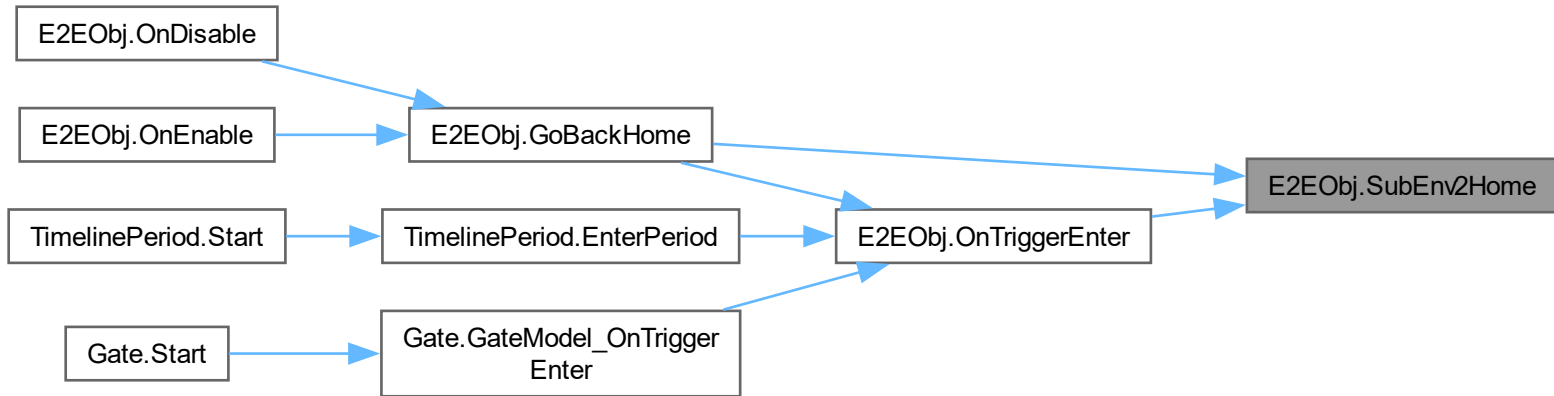 E2EObj.OnDisable
E2EObj.OnEnable
E2EObj.GoBackHome
E2EObj.SubEnv2Home
TimelinePeriod.Start
TimelinePeriod.EnterPeriod
E2EObj.OnTriggerEnter
Gate.Start
Gate.GateModel_OnTrigger
Enter